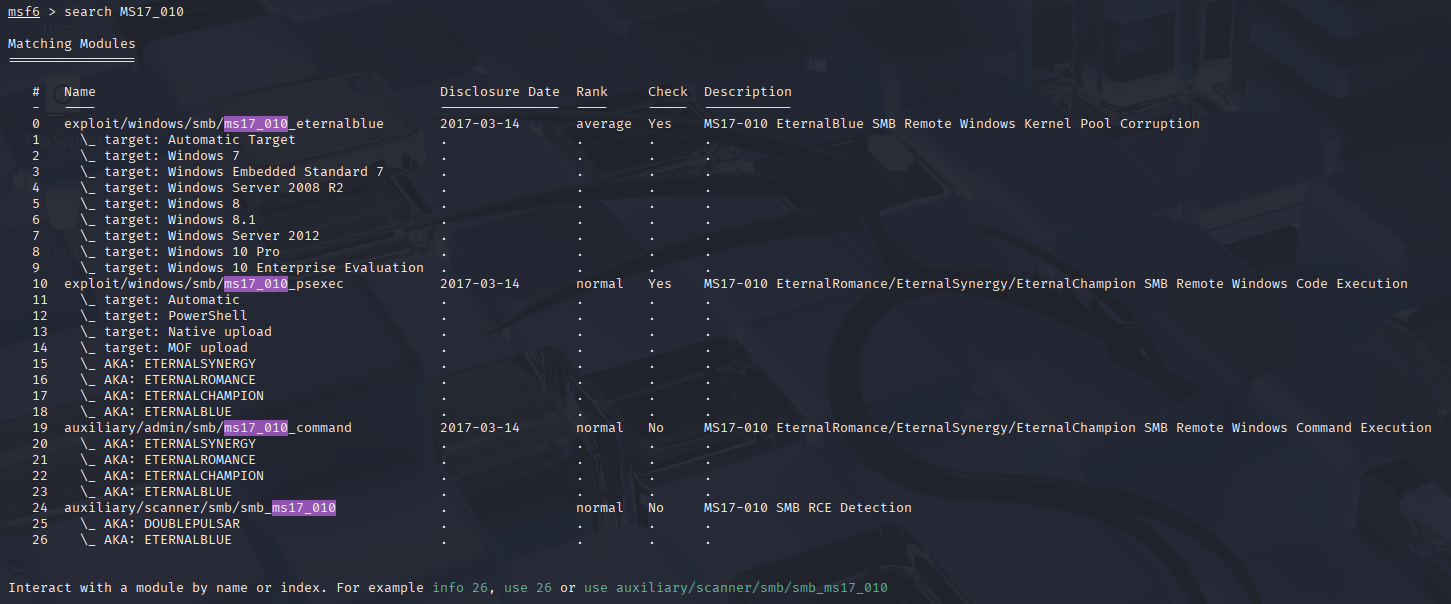 msf6 > search MS17_010
Matching Modules
================
# Name Disclosure Date Rank Check Description
- ---- --------------- ---- ----- -----------
0 exploit/windows/smb/ms17_010_eternalblue 2017-03-14 average Yes MS17-010 EternalBlue SMB Remote Windows Kernel Pool Corruption
1 \_ target: Automatic Target . . . .
2 \_ target: Windows 7 . . . .
3 \_ target: Windows Embedded Standard 7 . . . .
4 \_ target: Windows Server 2008 R2 . . . .
5 \_ target: Windows 8 . . . .
6 \_ target: Windows 8.1 . . . .
7 \_ target: Windows Server 2012 . . . .
8 \_ target: Windows 10 Pro . . . .
9 \_ target: Windows 10 Enterprise Evaluation . . . .
10 exploit/windows/smb/ms17_010_psexec 2017-03-14 normal Yes MS17-010 EternalRomance/EternalSynergy/EternalChampion SMB Remote Windows Code Execution
11 \_ target: Automatic . . . .
12 \_ target: PowerShell . . . .
13 \_ target: Native upload . . . .
14 \_ target: MOF upload . . . .
15 \_ AKA: ETERNALSYNERGY . . . .
16 \_ AKA: ETERNALROMANCE . . . .
17 \_ AKA: ETERNALCHAMPION . . . .
18 \_ AKA: ETERNALBLUE . . . .
19 auxiliary/admin/smb/ms17_010_command 2017-03-14 normal No MS17-010 EternalRomance/EternalSynergy/EternalChampion SMB Remote Windows Command Execution
20 \_ AKA: ETERNALSYNERGY . . . .
21 \_ AKA: ETERNALROMANCE . . . .
22 \_ AKA: ETERNALCHAMPION . . . .
23 \_ AKA: ETERNALBLUE . . . .
24 auxiliary/scanner/smb/smb_ms17_010 . normal No MS17-010 SMB RCE Detection
25 \_ AKA: DOUBLEPULSAR . . . .
26 \_ AKA: ETERNALBLUE . . . .
Interact with a module by name or index. For example info 26, use 26 or use auxiliary/scanner/smb/smb_ms17_010